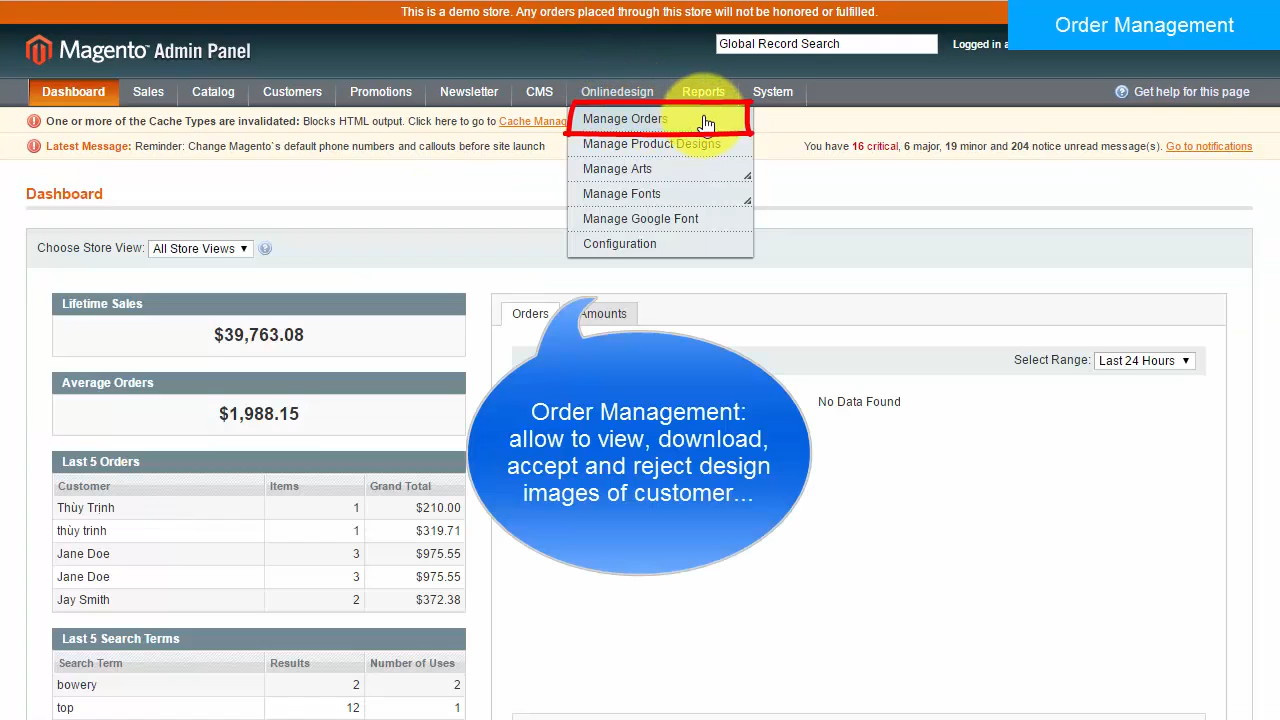 This is a demo store. Any orders placed through this store will not be honored or fulfilled.
Order Management
Magento Admin Panel
Global Record Search
Logged in a
Dashboard Sales Catalog Customers Promotions Newsletter CMS Onlinedesign Reports System
Get help for this page
One or more of the Cache Types are invalidated: Blocks HTML output. Click here to go to Cache Manag
Latest Message: Reminder: Change Magento`s default phone numbers and callouts before site launch
You have 16 critical, 6 major, 19 minor and 204 notice unread message(s). Go to notifications
Manage Orders
Manage Product Designs
Manage Arts
Manage Fonts
Manage Google Font
Configuration
Dashboard
Choose Store View: All Store Views
Lifetime Sales
$39,763.08
Average Orders
$1,988.15
Last 5 Orders
Customer Items Grand Total
Thùy Trinh 1 $210.00
thùy trinh 1 $319.71
Jane Doe 3 $975.55
Jane Doe 3 $975.55
Jay Smith 2 $372.38
Last 5 Search Terms
Search Term Results Number of Uses
bowery 2 2
top 12 1
Orders Amounts
Select Range: Last 24 Hours
No Data Found
Order Management:
allow to view, download,
accept and reject design
images of customer...